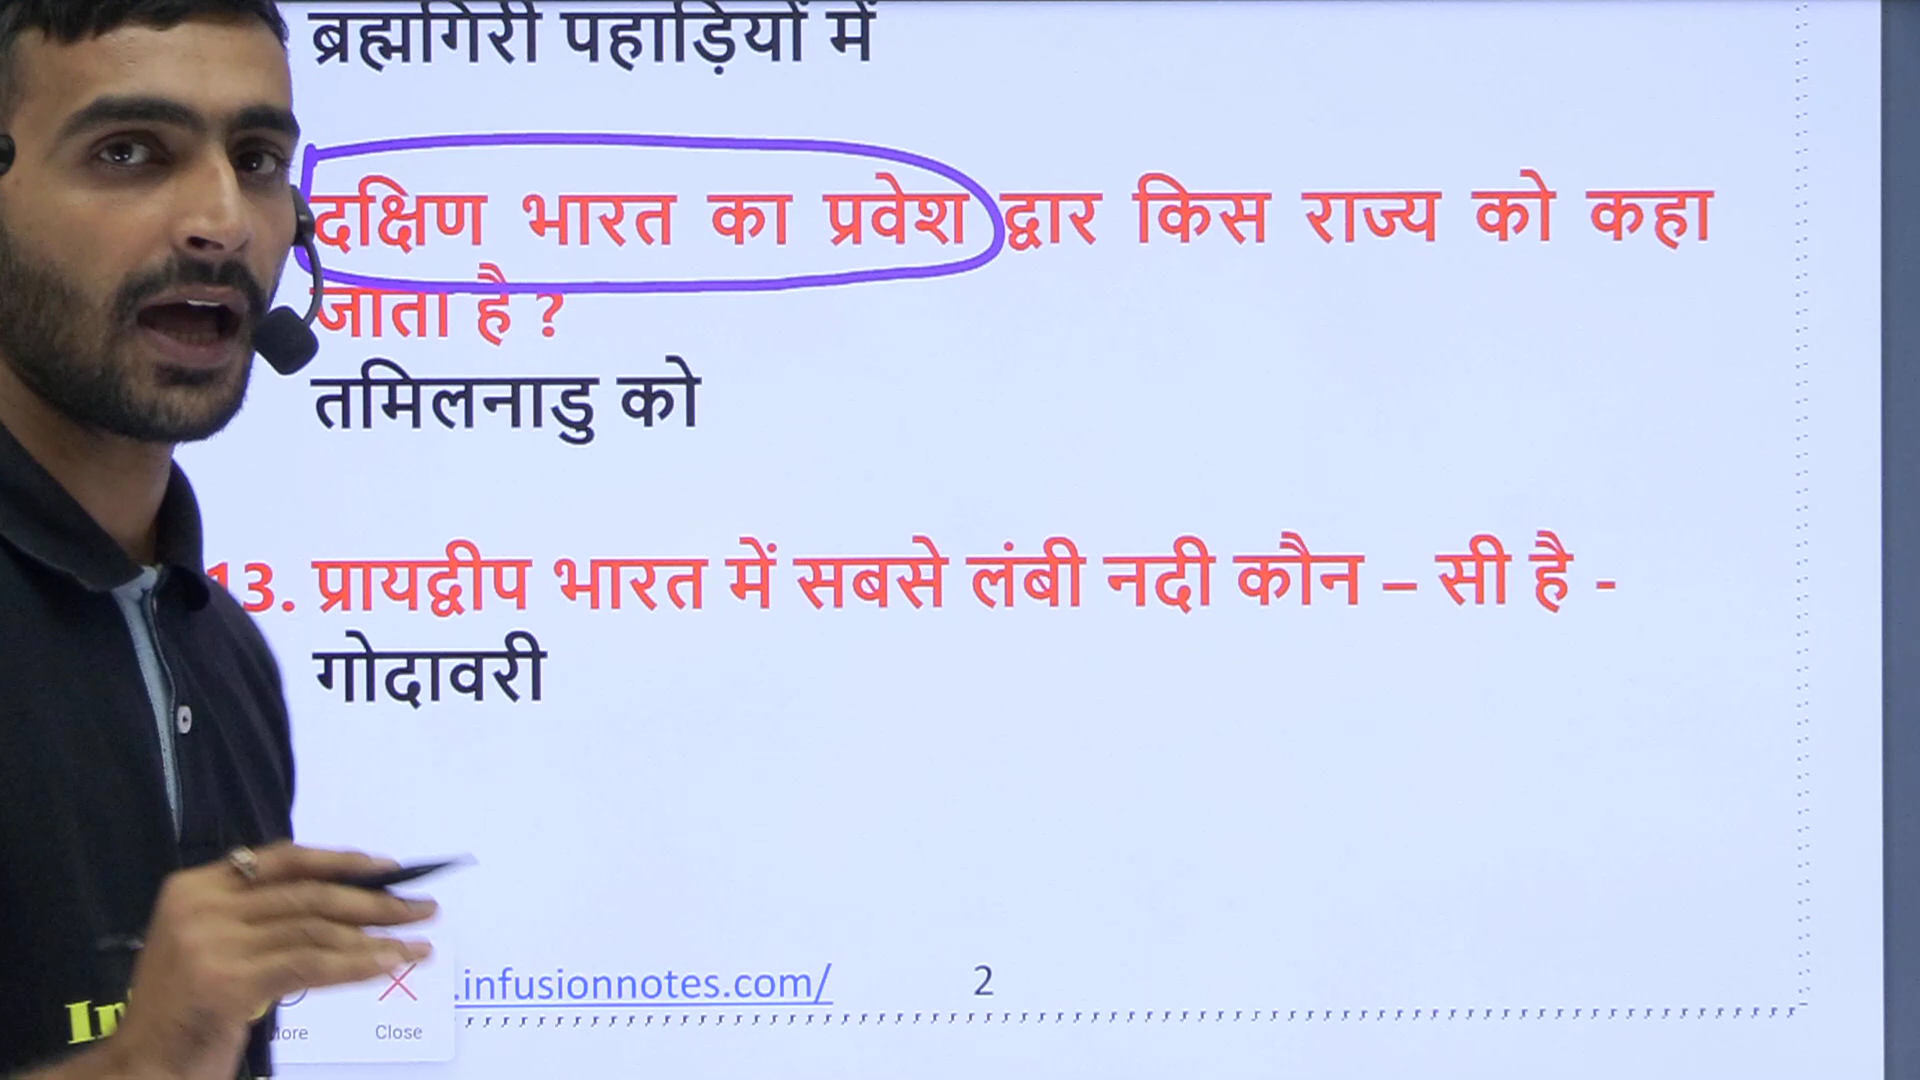 ब्रह्मगिरी पहाड़ियों में
दक्षिण भारत का प्रवेश द्वार किस राज्य को कहा
जाता है ?
तमिलनाडु को
13. प्रायद्वीप भारत में सबसे लंबी नदी कौन – सी है -
गोदावरी
.infusionnotes.com/ 2
Close